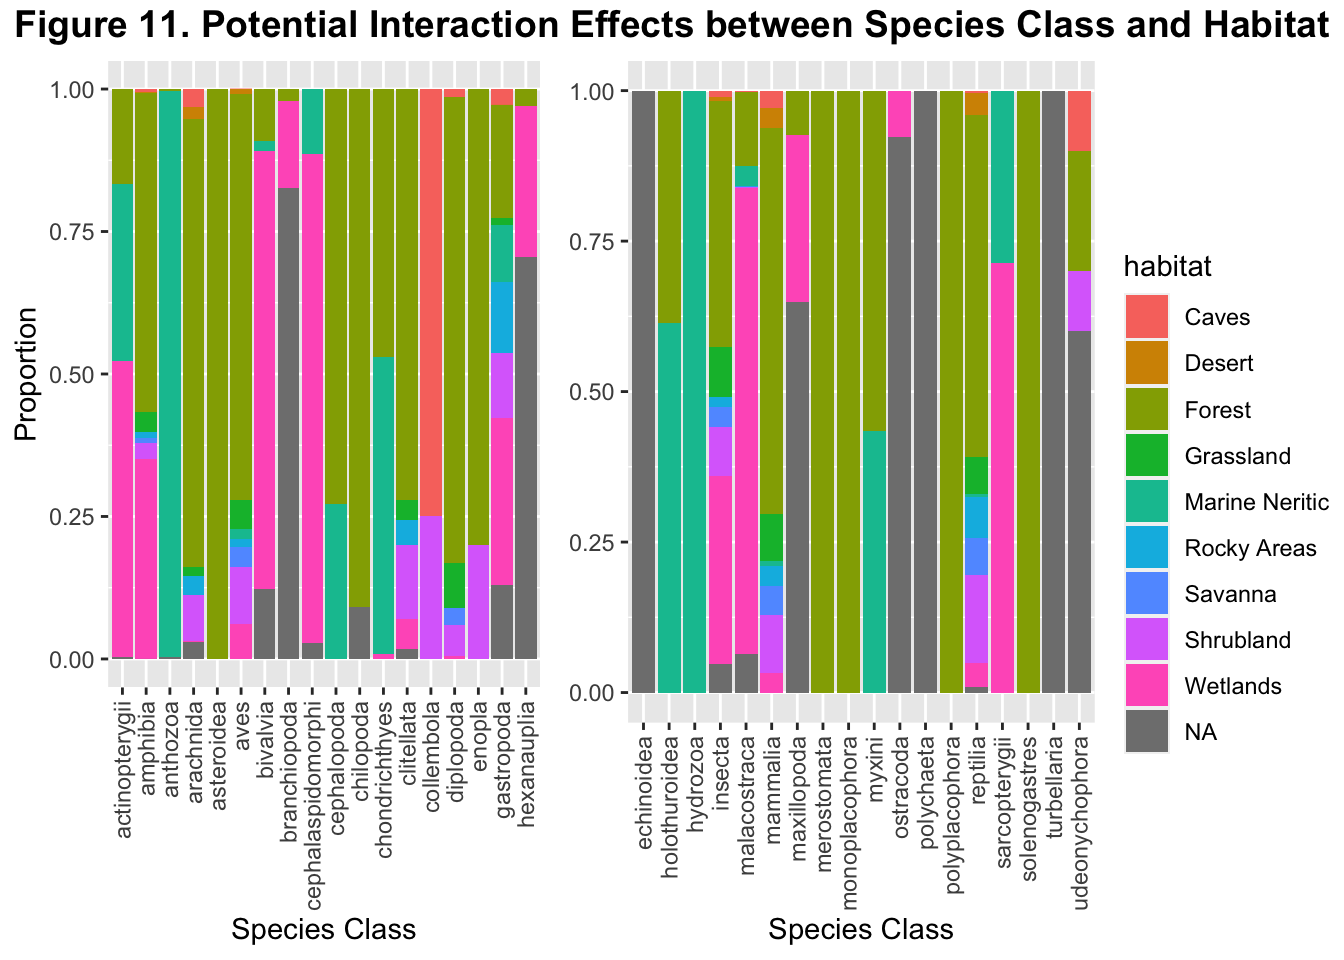 Figure 11. Potential Interaction Effects between Species Class and Habitat
Proportion
1.00
0.75
0.50
0.25
0.00
actinopterygii
amphibia
anthozoa
arachnida
asteroidea
aves
bivalvia
branchiopoda
cephalaspidomorphi
cephalopoda
chilopoda
chondrichthyes
clitellata
collembola
diplopoda
enopla
gastropoda
hexanauplia
Species Class
1.00
0.75
0.50
0.25
0.00
echinoidea
holothuroidea
hydrozoa
insecta
malacostraca
mammalia
maxillopoda
merostomata
monoplacophora
myxini
ostracoda
polychaeta
polyplacophora
reptilia
sarcopterygii
solenogastres
turbellaria
udeonychophora
Species Class
habitat
Caves
Desert
Forest
Grassland
Marine Neritic
Rocky Areas
Savanna
Shrubland
Wetlands
NA